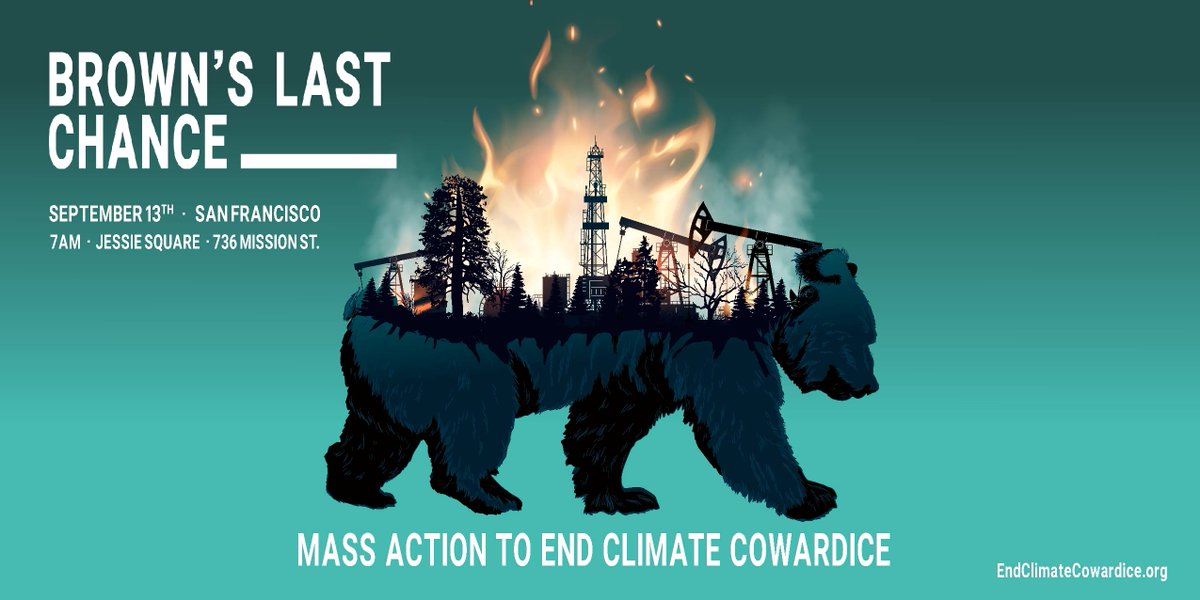 BROWN'S LAST
CHANCE
SEPTEMBER 13TH · SAN FRANCISCO
7AM · JESSIE SQUARE · 736 MISSION ST.
MASS ACTION TO END CLIMATE COWARDICE
EndClimateCowardice.org